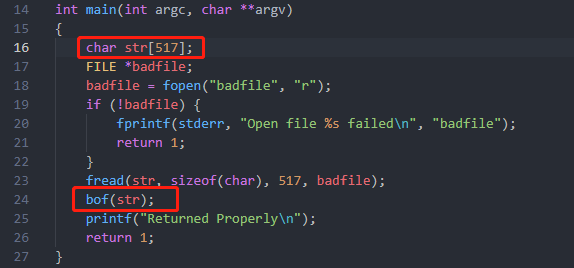 14 int main(int argc, char **argv)
15 {
16 char str[517];
17 FILE *badfile;
18 badfile = fopen("badfile", "r");
19 if (!badfile) {
20 fprintf(stderr, "Open file %s failed\n", "badfile");
21 return 1;
22 }
23 fread(str, sizeof(char), 517, badfile);
24 bof(str);
25 printf("Returned Properly\n");
26 return 1;
27 }